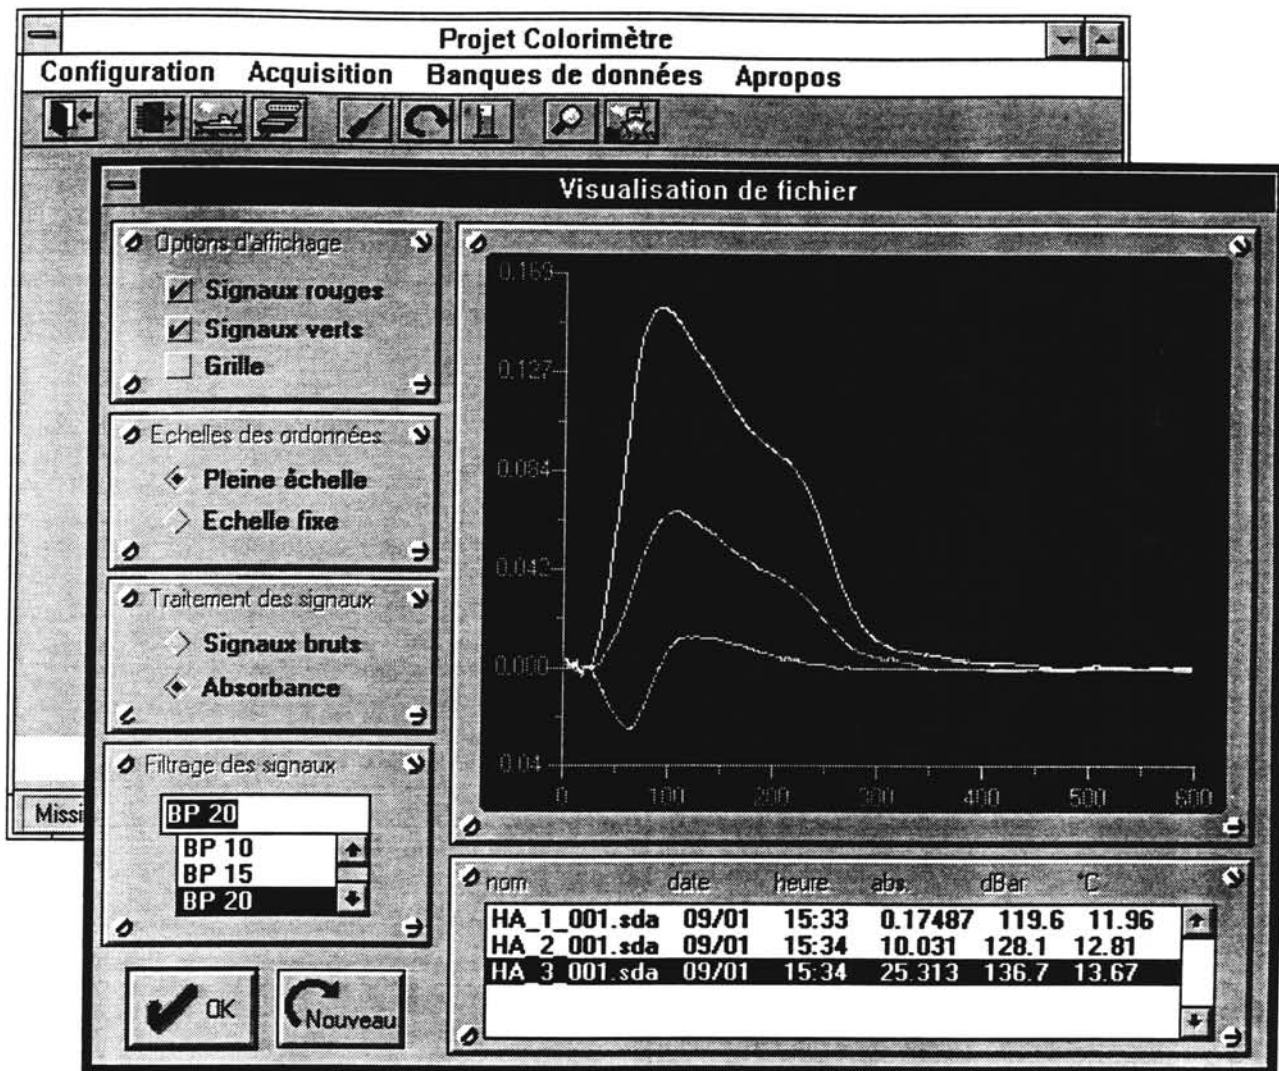 Projet Colorimètre
Configuration Acquisition Banques de données Apropos
Visualisation de fichier
Options d'affichage
Signaux rouges
Signaux verts
Grille
Echelles des ordonnées
Pleine échelle
Echelle fixe
Traitement des signaux
Signaux bruts
Absorbance
Filtrage des signaux
BP 20
BP 10
BP 15
BP 20
OK
Nouveau
Missi
0.169
0.127
0.084
0.042
0.000
0.04
0 100 200 300 400 500 600
nom date heure abs. dBar °C
HA_1_001.sda 09/01 15:33 0.17487 119.6 11.96
HA_2_001.sda 09/01 15:34 10.031 128.1 12.81
HA_3_001.sda 09/01 15:34 25.313 136.7 13.67